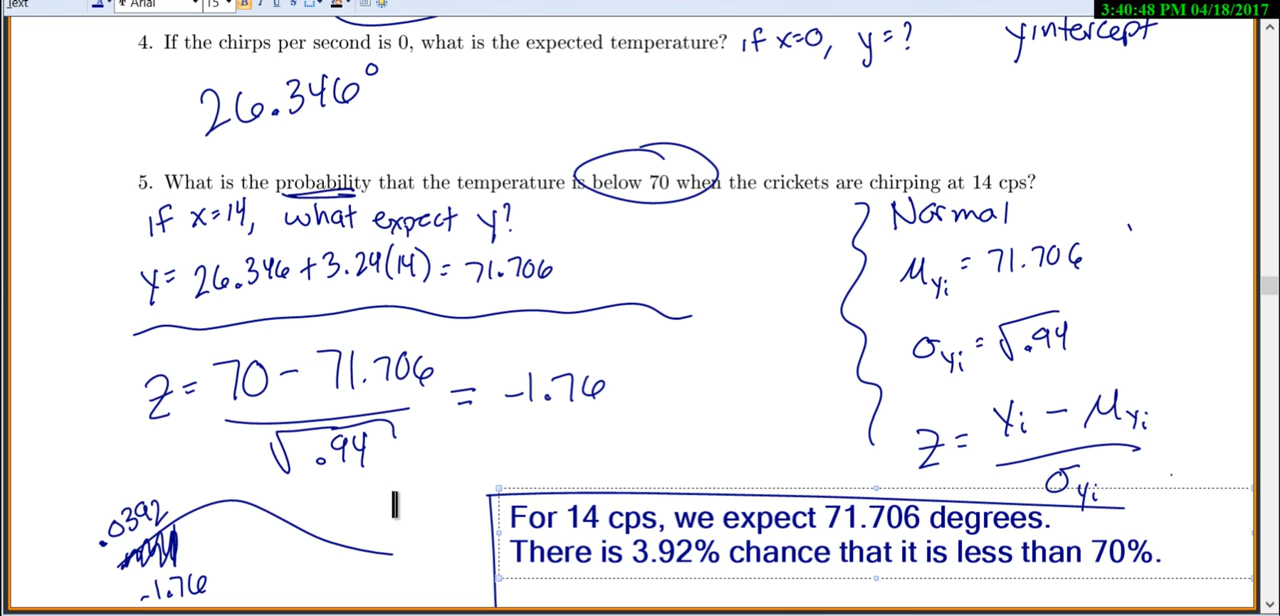 Text Arial 15 B I U
3:40:48 PM 04/18/2017
4. If the chirps per second is 0, what is the expected temperature? if x=0, y=? y intercept
26.346°
5. What is the probability that the temperature is below 70 when the crickets are chirping at 14 cps?
if x=14, what expect y?
y= 26.346+3.24(14)=71.706
Z= 70 - 71.706 / √.94 = -1.76
.0392
-1.76
Normal
μyi = 71.706
σyi = √.94
Z= Yi - μyi / σyi
For 14 cps, we expect 71.706 degrees.
There is 3.92% chance that it is less than 70%.